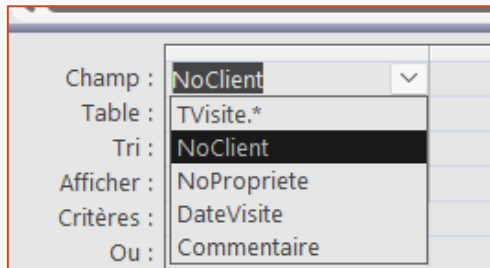 Champ : NoClient
Table : TVisite.*
Tri : NoClient
Afficher : NoPropriete
Critères : DateVisite
Ou : Commentaire